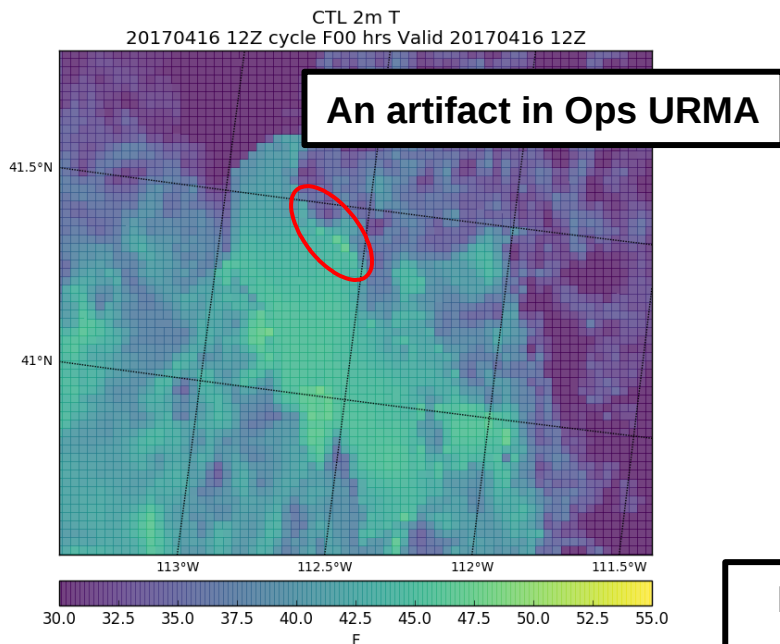 CTL 2m T
20170416 12Z cycle F00 hrs Valid 20170416 12Z
An artifact in Ops URMA
41.5°N
41°N
113°W 112.5°W 112°W 111.5°W
30.0 32.5 35.0 37.5 40.0 42.5 45.0 47.5 50.0 52.5 55.0
F